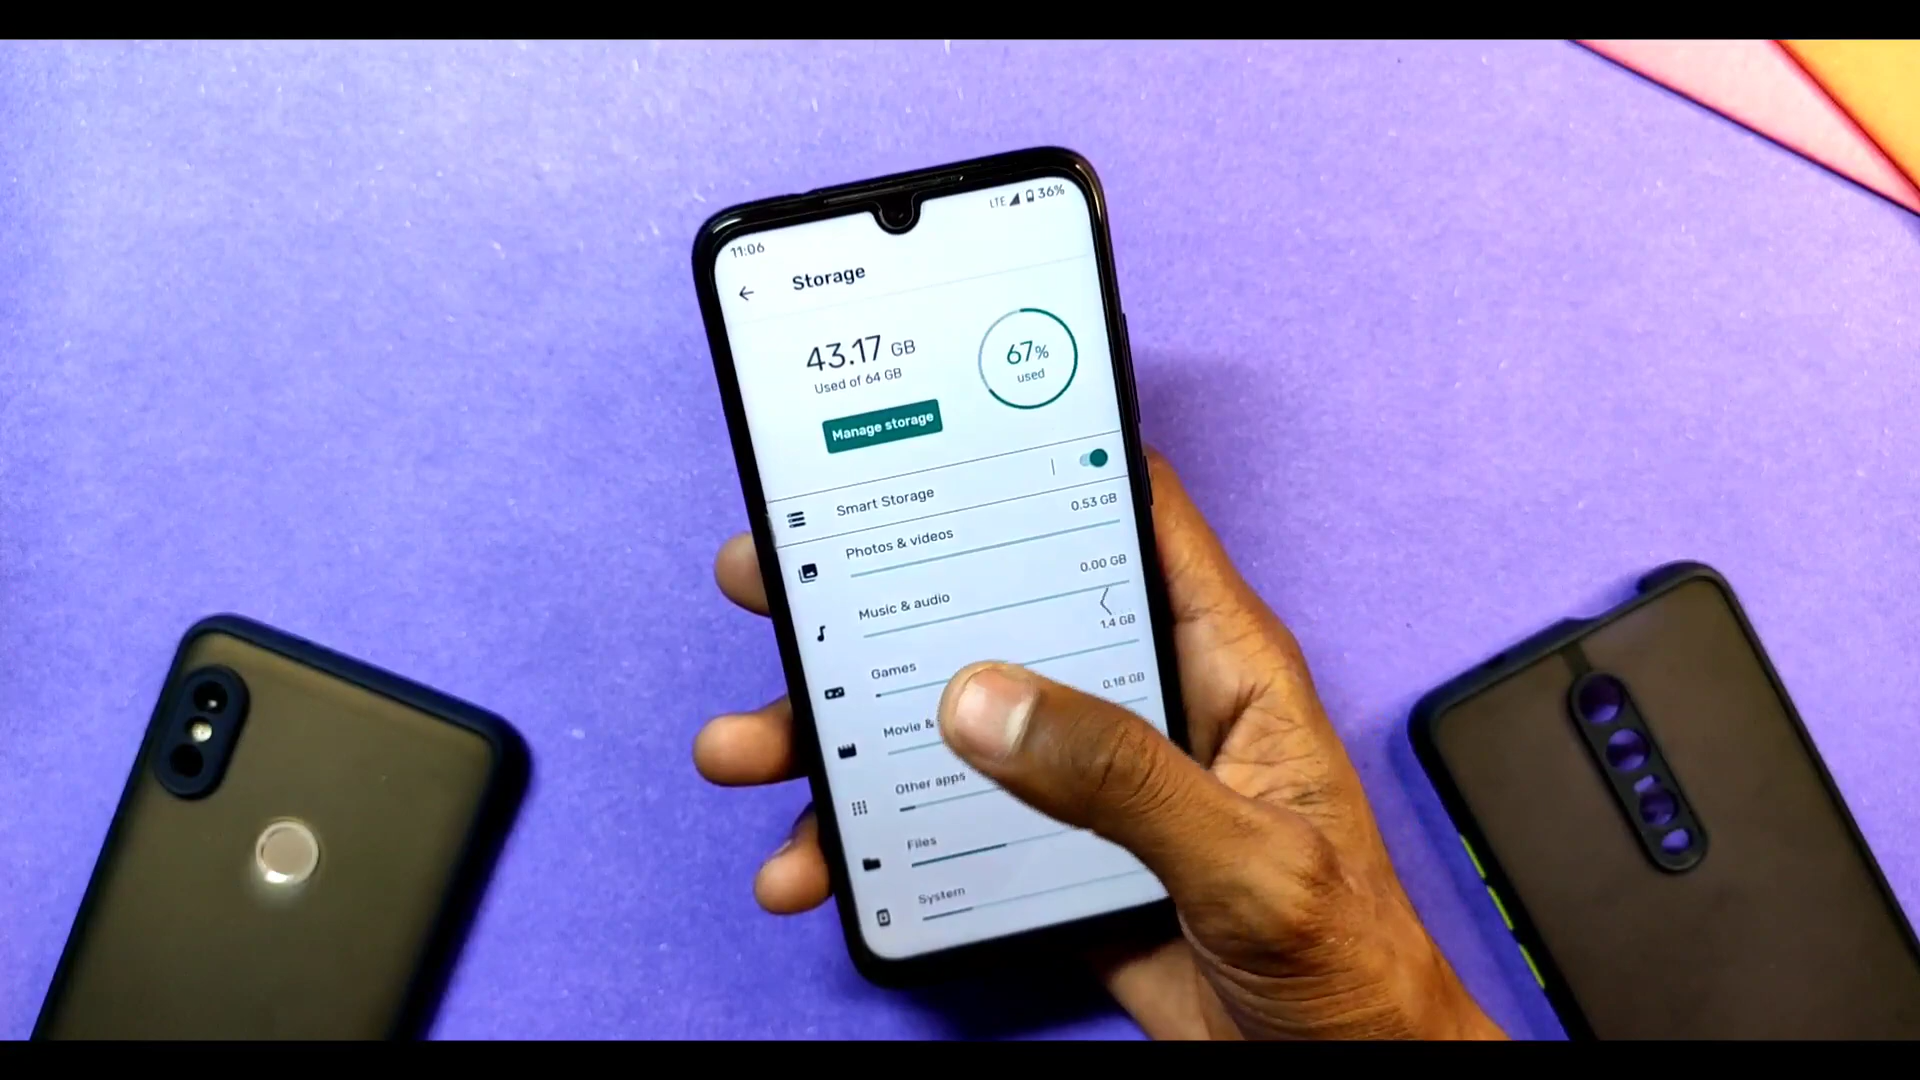 11:06
LTE 36%
Storage
43.17 GB
Used of 64 GB
67%
used
Manage storage
Smart Storage
Photos & videos
0.53 GB
Music & audio
0.00 GB
Games
1.4 GB
Movie &
0.18 GB
Other apps
Files
System